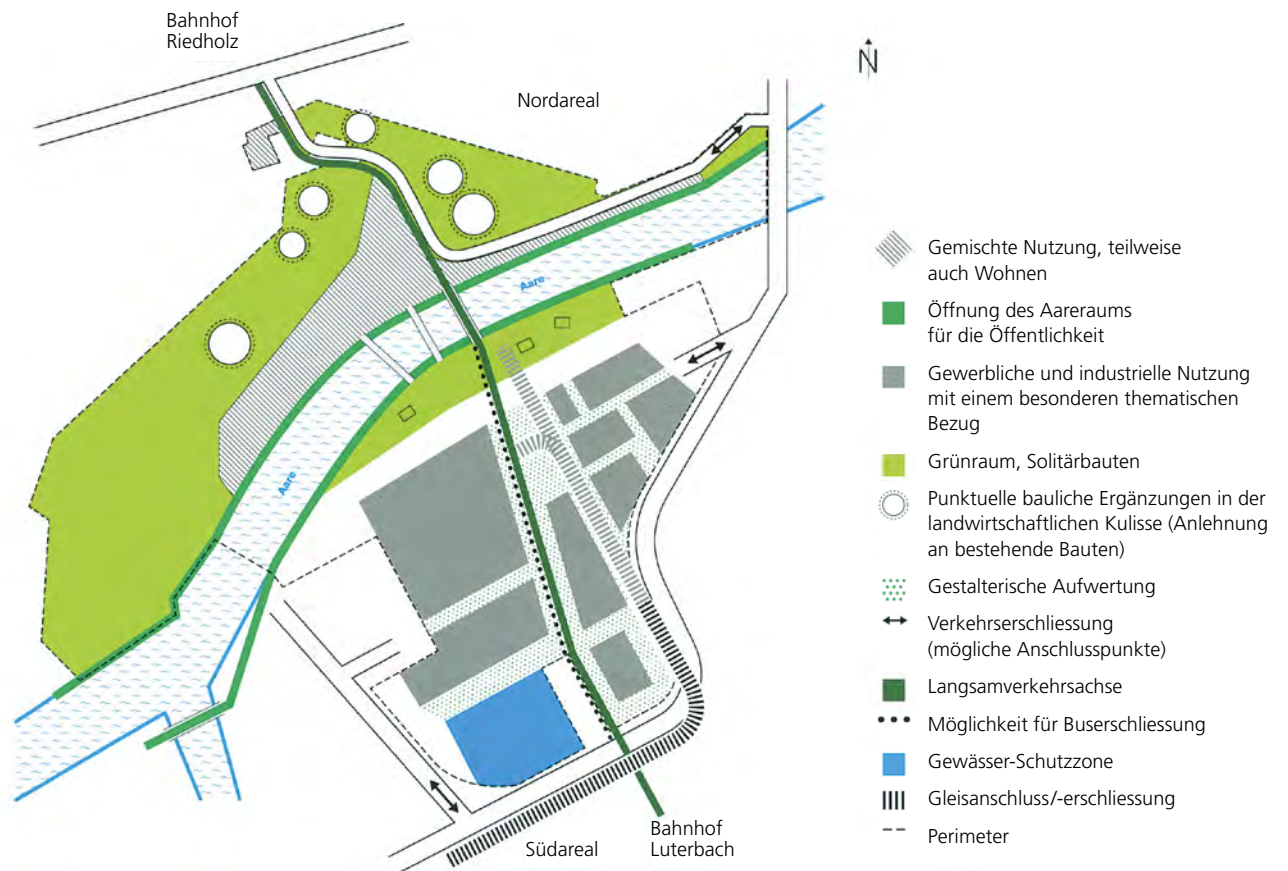 Bahnhof
Riedholz
N
Nordareal
Aare
Aare
Südareal
Bahnhof
Luterbach
Gemischte Nutzung, teilweise
auch Wohnen
Öffnung des Aareraums
für die Öffentlichkeit
Gewerbliche und industrielle Nutzung
mit einem besonderen thematischen
Bezug
Grünraum, Solitärbauten
Punktuelle bauliche Ergänzungen in der
landwirtschaftlichen Kulisse (Anlehnung
an bestehende Bauten)
Gestalterische Aufwertung
Verkehrserschliessung
(mögliche Anschlusspunkte)
Langsamverkehrsachse
Möglichkeit für Buserschliessung
Gewässer-Schutzzone
Gleisanschluss/-erschliessung
Perimeter